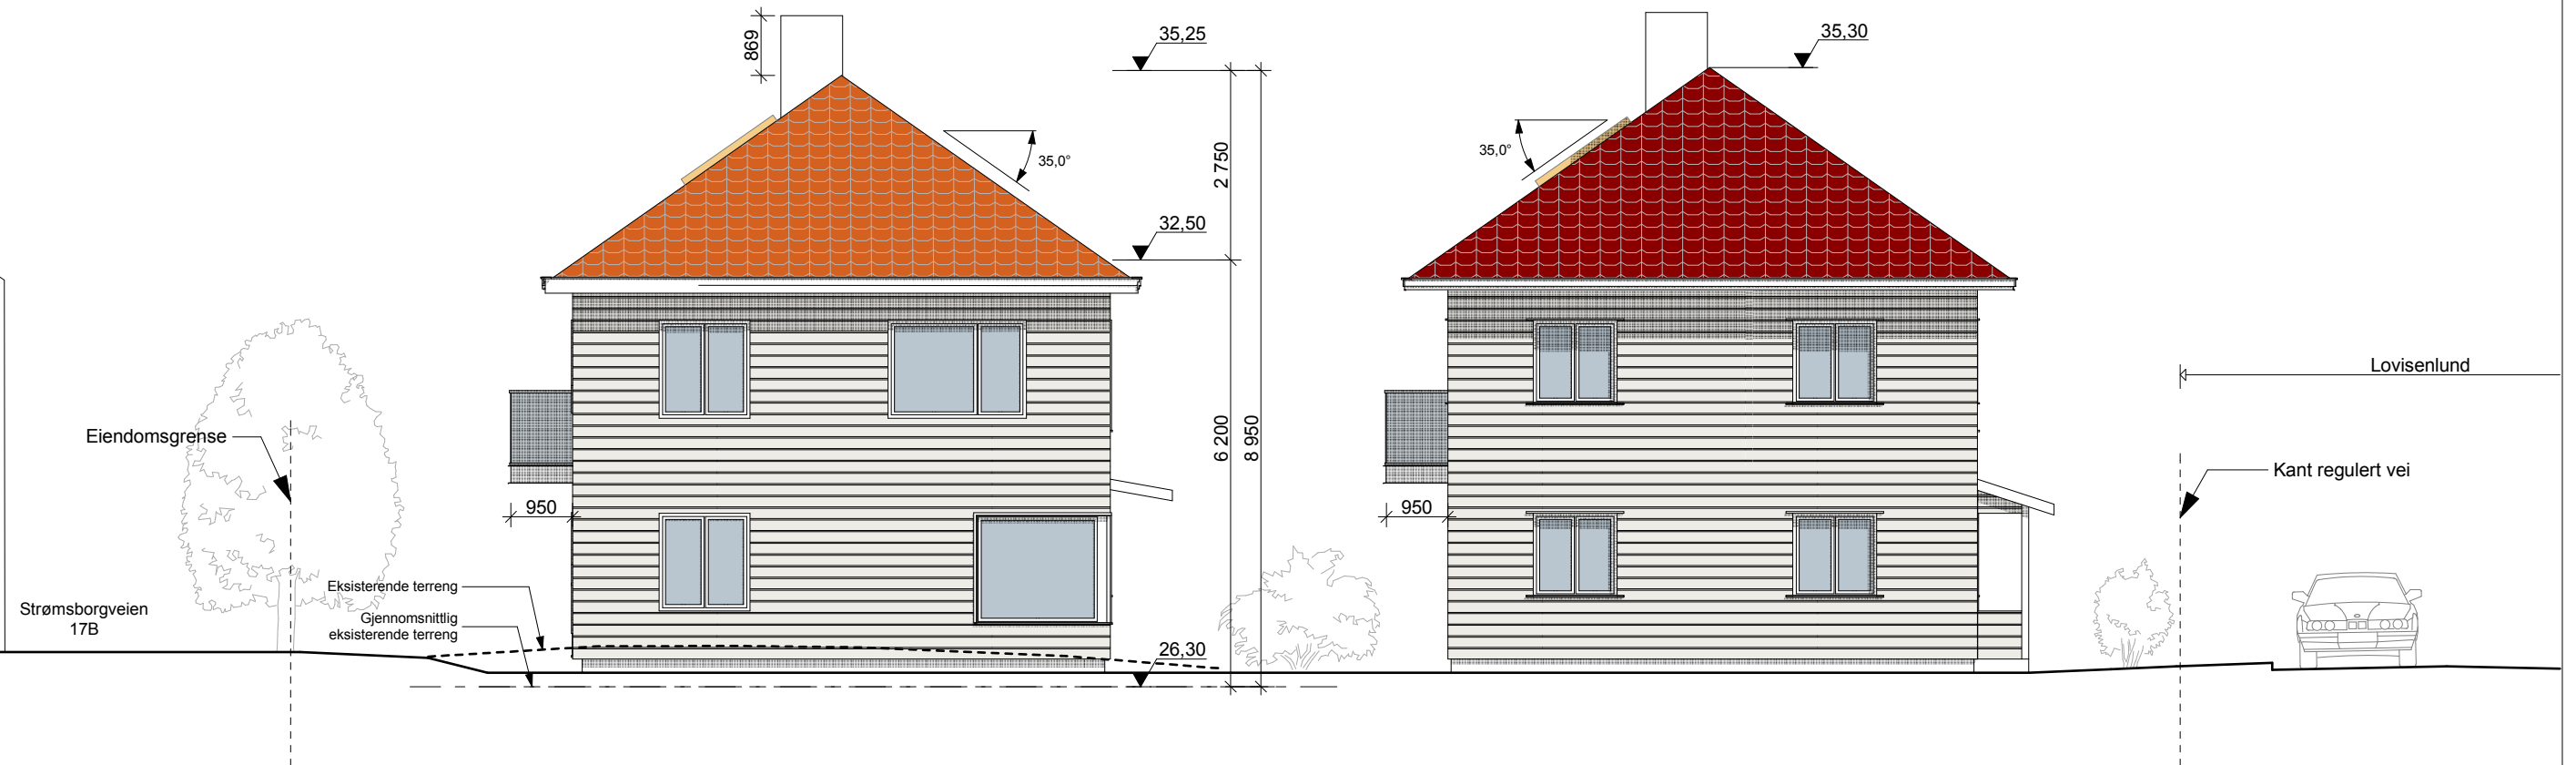 869
35,25
35,30
35,0°
35,0°
2 750
32,50
Lovisenlund
Eiendomsgrense
6 200
8 950
Kant regulert vei
950
950
Eksisterende terreng
Strømsborgveien
17B
Gjennomsnittlig
eksisterende terreng
26,30